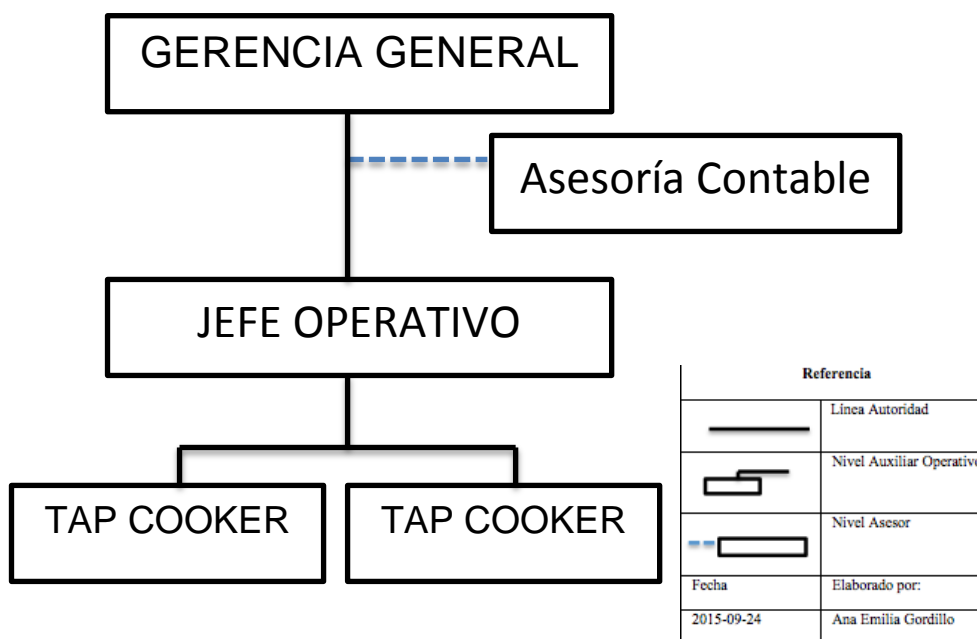 GERENCIA GENERAL
Asesoría Contable
JEFE OPERATIVO
TAP COOKER
TAP COOKER
Referencia
Línea Autoridad
Nivel Auxiliar Operativo
Nivel Asesor
Fecha
Elaborado por:
2015-09-24
Ana Emilia Gordillo